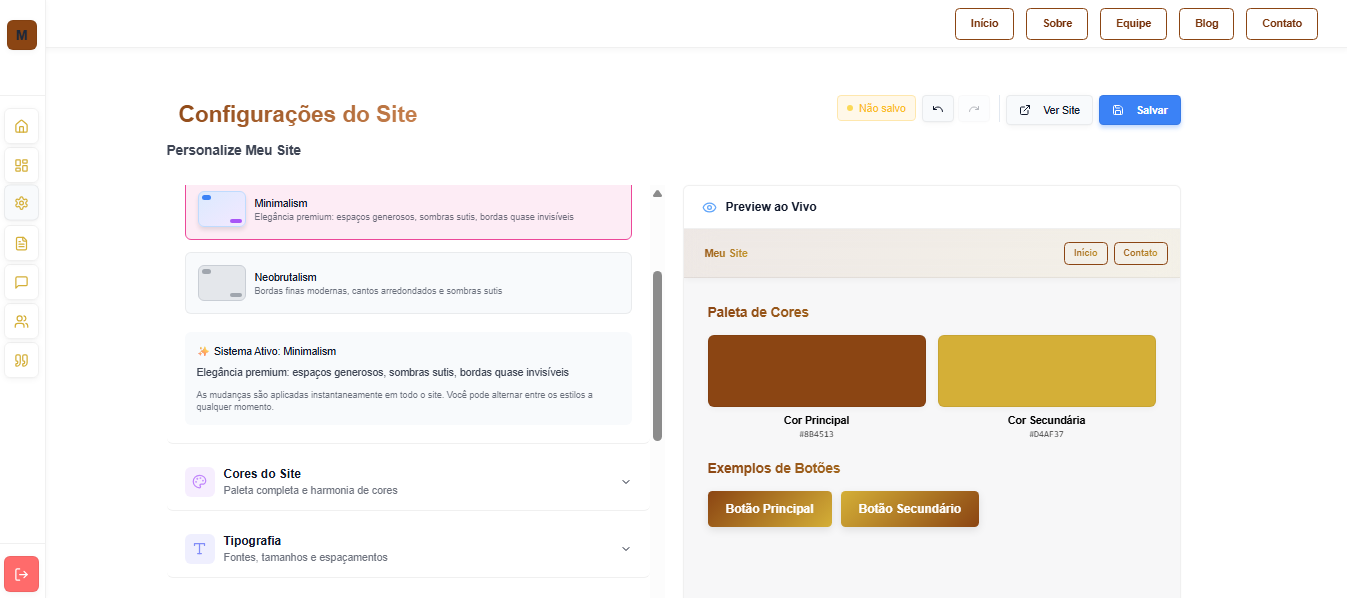 M
Início
Sobre
Equipe
Blog
Contato
Configurações do Site
Não salvo
Ver Site
Salvar
Personalize Meu Site
Minimalism
Elegância premium: espaços generosos, sombras sutis, bordas quase invisíveis
Neobrutalism
Bordas finas modernas, cantos arredondados e sombras sutis
Sistema Ativo: Minimalism
Elegância premium: espaços generosos, sombras sutis, bordas quase invisíveis
As mudanças são aplicadas instantaneamente em todo o site. Você pode alternar entre os estilos a
qualquer momento.
Cores do Site
Paleta completa e harmonia de cores
Tipografia
Fontes, tamanhos e espaçamentos
Preview ao Vivo
Meu Site
Início
Contato
Paleta de Cores
Cor Principal
#8B4513
Cor Secundária
#D4AF37
Exemplos de Botões
Botão Principal
Botão Secundário